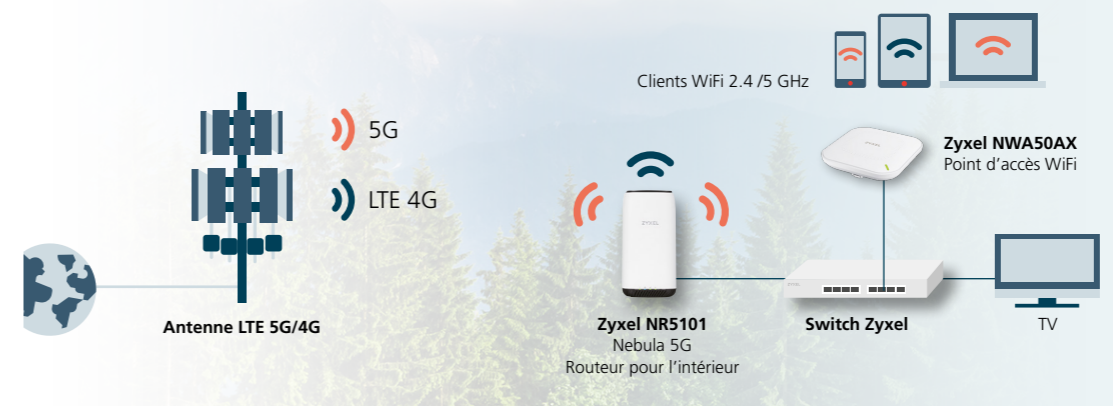 Clients WiFi 2.4 /5 GHz
5G
LTE 4G
Antenne LTE 5G/4G
ZYXEL
Zyxel NR5101
Nebula 5G
Routeur pour l'intérieur
ZYXEL
Zyxel NWA50AX
Point d'accès WiFi
ZYXEL
Switch Zyxel
TV